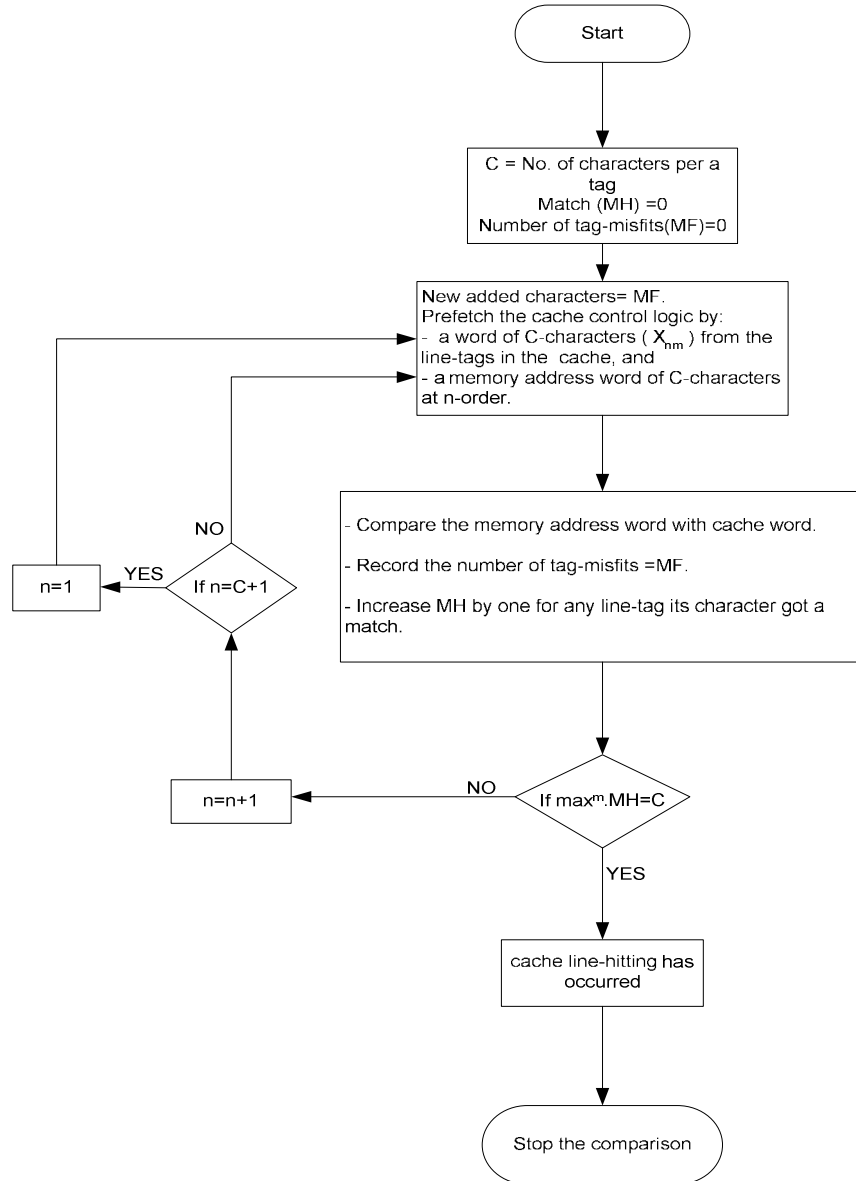 Start
C = No. of characters per a
tag
Match (MH) =0
Number of tag-misfits(MF)=0
New added characters= MF.
Prefetch the cache control logic by:
- a word of C-characters ( Xnm ) from the
line-tags in the cache, and
- a memory address word of C-characters
at n-order.
- Compare the memory address word with cache word.
- Record the number of tag-misfits =MF.
- Increase MH by one for any line-tag its character got a
match.
NO
YES
n=1
If n=C+1
n=n+1
NO
If maxᵐ.MH=C
YES
cache line-hitting has
occurred
Stop the comparison